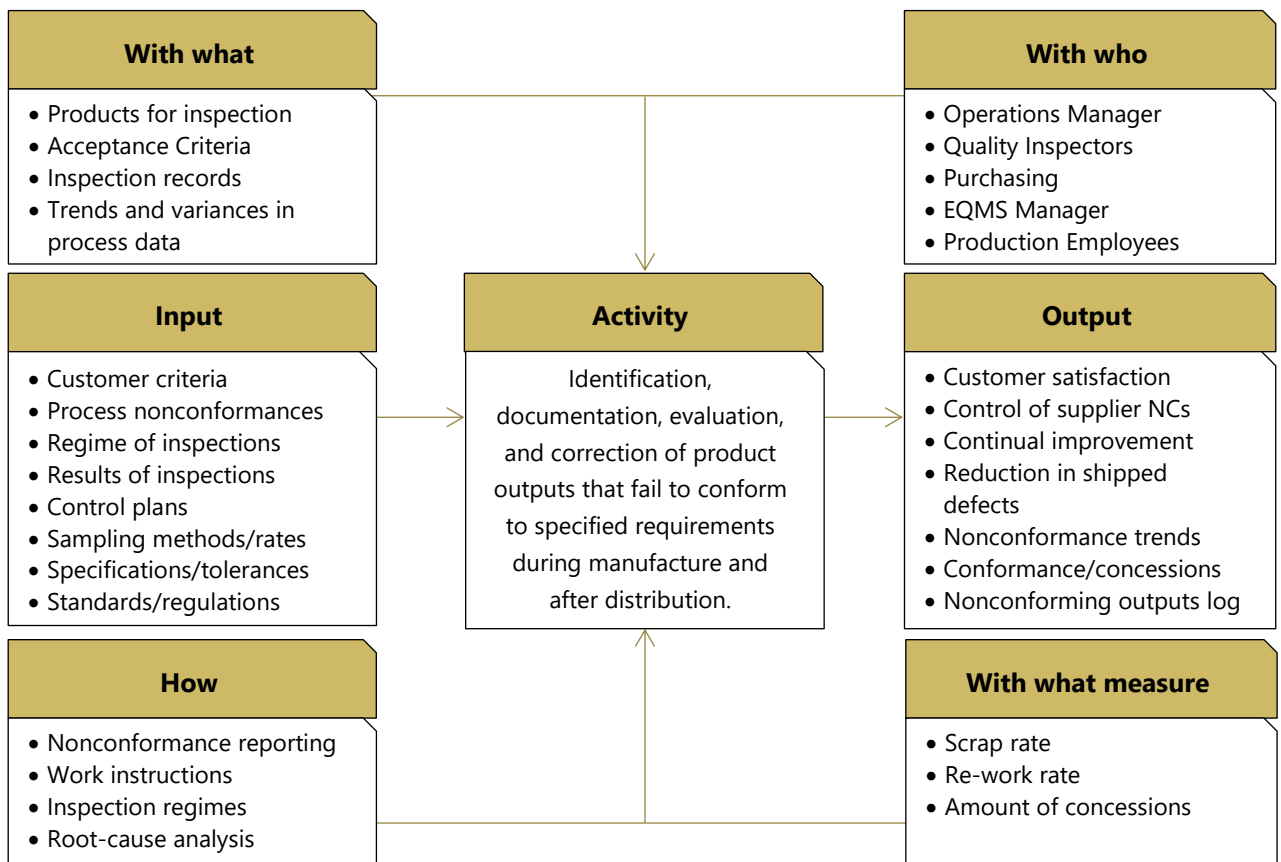 With what
• Products for inspection
• Acceptance Criteria
• Inspection records
• Trends and variances in
process data
With who
• Operations Manager
• Quality Inspectors
• Purchasing
• EQMS Manager
• Production Employees
Input
• Customer criteria
• Process nonconformances
• Regime of inspections
• Results of inspections
• Control plans
• Sampling methods/rates
• Specifications/tolerances
• Standards/regulations
Activity
Identification,
documentation, evaluation,
and correction of product
outputs that fail to conform
to specified requirements
during manufacture and
after distribution.
Output
• Customer satisfaction
• Control of supplier NCs
• Continual improvement
• Reduction in shipped
defects
• Nonconformance trends
• Conformance/concessions
• Nonconforming outputs log
How
• Nonconformance reporting
• Work instructions
• Inspection regimes
• Root-cause analysis
With what measure
• Scrap rate
• Re-work rate
• Amount of concessions